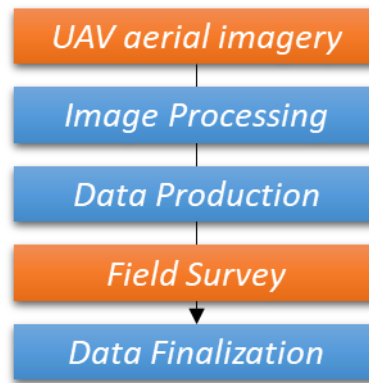 UAV aerial imagery
Image Processing
Data Production
Field Survey
Data Finalization